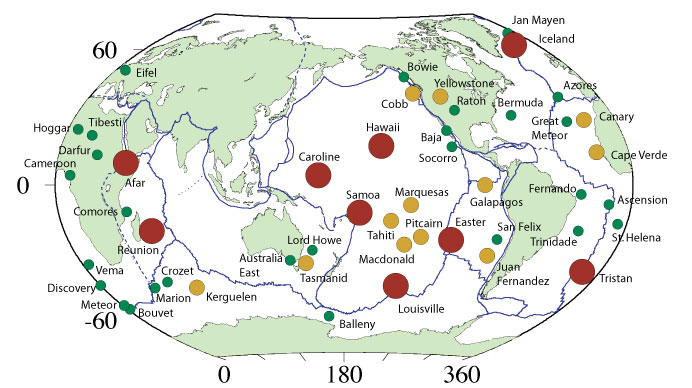 Jan Mayen
Iceland
60
Eifel
Bowie
Yellowstone
Azores
Cobb
Raton
Bermuda
Hoggar
Tibesti
Great
Meteor
Canary
Hawaii
Baja
Darfur
Socorro
Cape Verde
Cameroon
Caroline
0
Afar
Samoa
Marquesas
Galapagos
Fernando
Ascension
Comores
Pitcairn
Easter
San Felix
Tahiti
Trinidade
St. Helena
Reunion
Lord Howe
Macdonald
Australia
East
Tasmanid
Juan
Fernandez
Vema
Crozet
Tristan
Discovery
Marion
Kerguelen
Meteor
Bouvet
Louisville
-60
Balleny
0
180
360